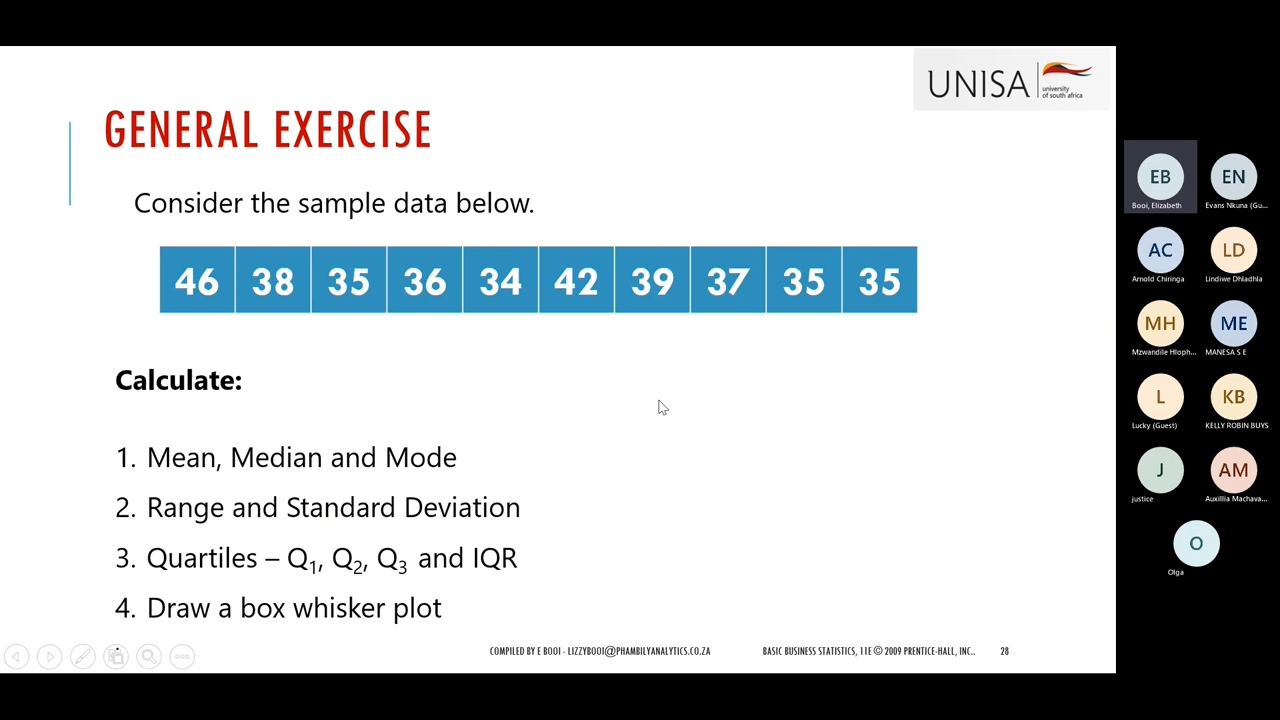 UNISA
university
of south africa
GENERAL EXERCISE
Consider the sample data below.
46 38 35 36 34 42 39 37 35 35
Calculate:
1. Mean, Median and Mode
2. Range and Standard Deviation
3. Quartiles – Q1, Q2, Q3 and IQR
4. Draw a box whisker plot
COMPILED BY E BOOI - LIZZYBOOI@PHAMBILYANALYTICS.CO.ZA
BASIC BUSINESS STATISTICS, 11E © 2009 PRENTICE-HALL, INC..
28
EB EN
Booi, Elizabeth Evans Nkuna (Gu...
AC LD
Arnold Chiringa Lindiwe Dhladhla
MH ME
Mzwandile Hloph... MANESA S E
L KB
Lucky (Guest) KELLY ROBIN BUYS
J AM
justice Auxillia Machava...
O
Olga